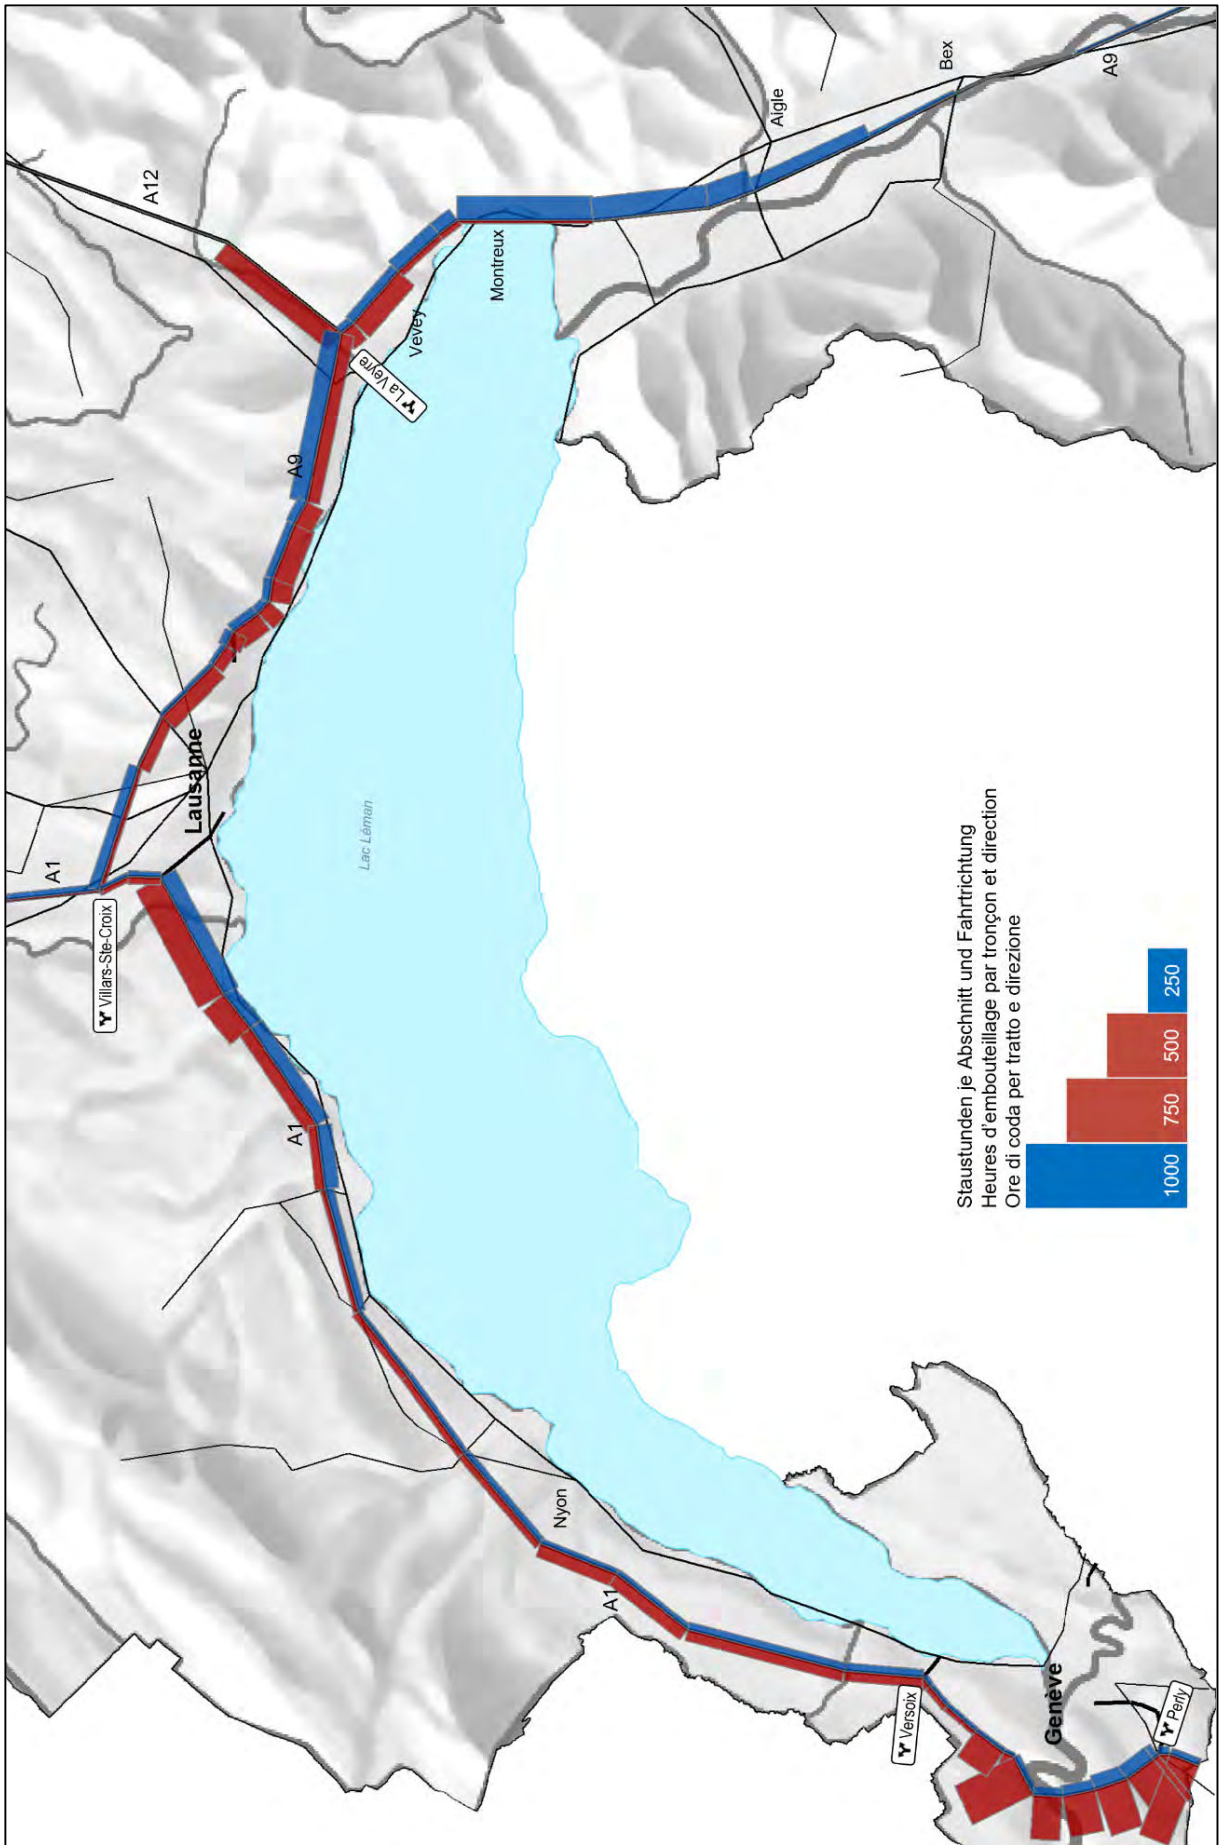 A12
Bex
A9
Aigle
Montreux
Vevey
La Veyre
A9
Lausanne
A1
Villars-Ste-Croix
Lac Léman
A1
Nyon
A1
Versoix
Genève
Perly
Staustunden je Abschnitt und Fahrtrichtung
Heures d'embouteillage par tronçon et direction
Ore di coda per tratto e direzione
1000
750
500
250